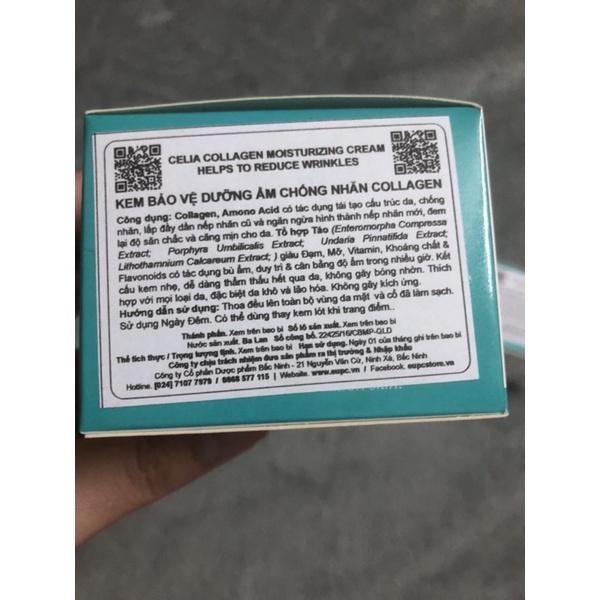 CELIA COLLAGEN MOISTURIZING CREAM
HELPS TO REDUCE WRINKLES
KEM BẢO VỆ DƯỠNG ẨM CHỐNG NHĂN COLLAGEN
Công dụng: Collagen, Amono Acid có tác dụng tái tạo cấu trúc da, chống
nhăn, lấp đầy dần nếp nhăn cũ và ngăn ngừa hình thành nếp nhăn mới, đem
lại độ săn chắc và căng mịn cho da. Tổ hợp Tảo (Enteromorpha Compressa
Extract; Porphyra Umbilicalis Extract; Undaria Pinnatifida Extract;
Lithothamnium Calcareum Extract; ) giàu Đạm, Mỡ, Vitamin, Khoáng chất &
Flavonoids có tác dụng bù ẩm, duy trì & cân bằng độ ẩm trong nhiều giờ. Kết
cấu kem nhẹ, dễ dàng thẩm thấu hết qua da, không gây bóng nhờn. Thích
hợp với mọi loại da, đặc biệt da khô và lão hóa. Không gây kích ứng.
Hướng dẫn sử dụng: Thoa đều lên toàn bộ vùng da mặt và cổ đã làm sạch.
Sử dụng Ngày Đêm. Có thể dùng thay kem lót khi trang điểm..
Thành phần. Xem trên bao bì Số lô sản xuất. Xem trên bao bì
Nước sản xuất. Ba Lan Số công bố. 22425/16/CBMP-QLD
Thể tích thực / Trọng lượng tịnh. Xem trên bao bì Hạn sử dụng. Ngày 01 của tháng ghi trên bao bì
Công ty chịu trách nhiệm đưa sản phẩm ra thị trường & Nhập khẩu
Công ty Cổ phần Dược phẩm Bắc Ninh - 21 Nguyễn Văn Cừ, Ninh Xá, Bắc Ninh
Hotline. [024] 7107 7979 / 0868 577 115 | Website. www.eupc.vn / Facebook. eupcstore.vn